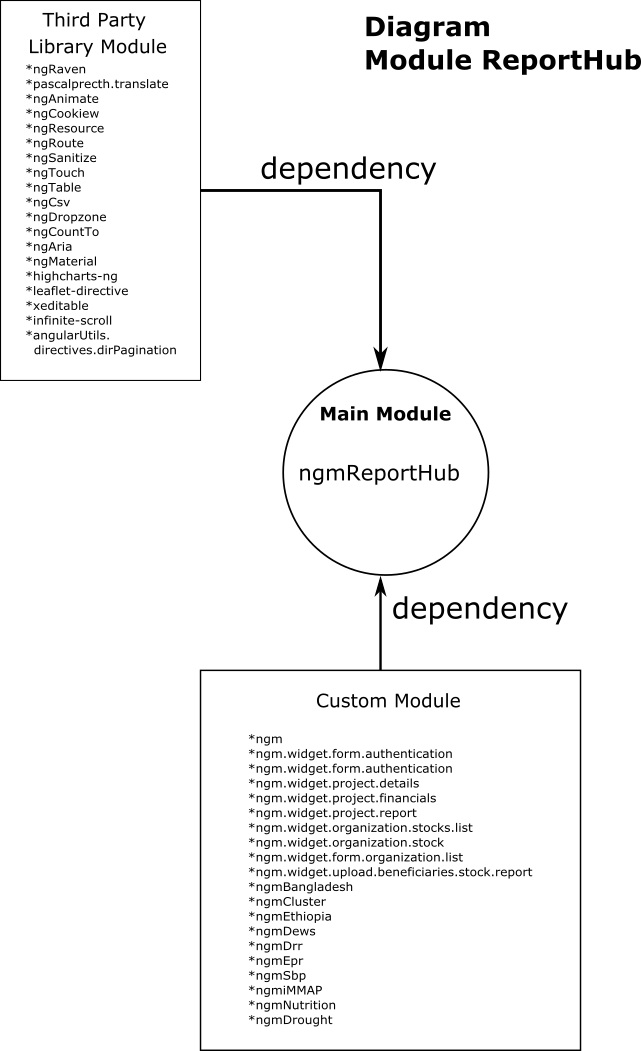 Third Party
Library Module
*ngRaven
*pascalprecth.translate
*ngAnimate
*ngCookiew
*ngResource
*ngRoute
*ngSanitize
*ngTouch
*ngTable
*ngCsv
*ngDropzone
*ngCountTo
*ngAria
*ngMaterial
*highcharts-ng
*leaflet-directive
*xeditable
*infinite-scroll
*angularUtils.
directives.dirPagination
Diagram
Module ReportHub
dependency
Main Module
ngmReportHub
dependency
Custom Module
*ngm
*ngm.widget.form.authentication
*ngm.widget.form.authentication
*ngm.widget.project.details
*ngm.widget.project.financials
*ngm.widget.project.report
*ngm.widget.organization.stocks.list
*ngm.widget.organization.stock
*ngm.widget.form.organization.list
*ngm.widget.upload.beneficiaries.stock.report
*ngmBangladesh
*ngmCluster
*ngmEthiopia
*ngmDews
*ngmDrr
*ngmEpr
*ngmSbp
*ngmiMMAP
*ngmNutrition
*ngmDrought